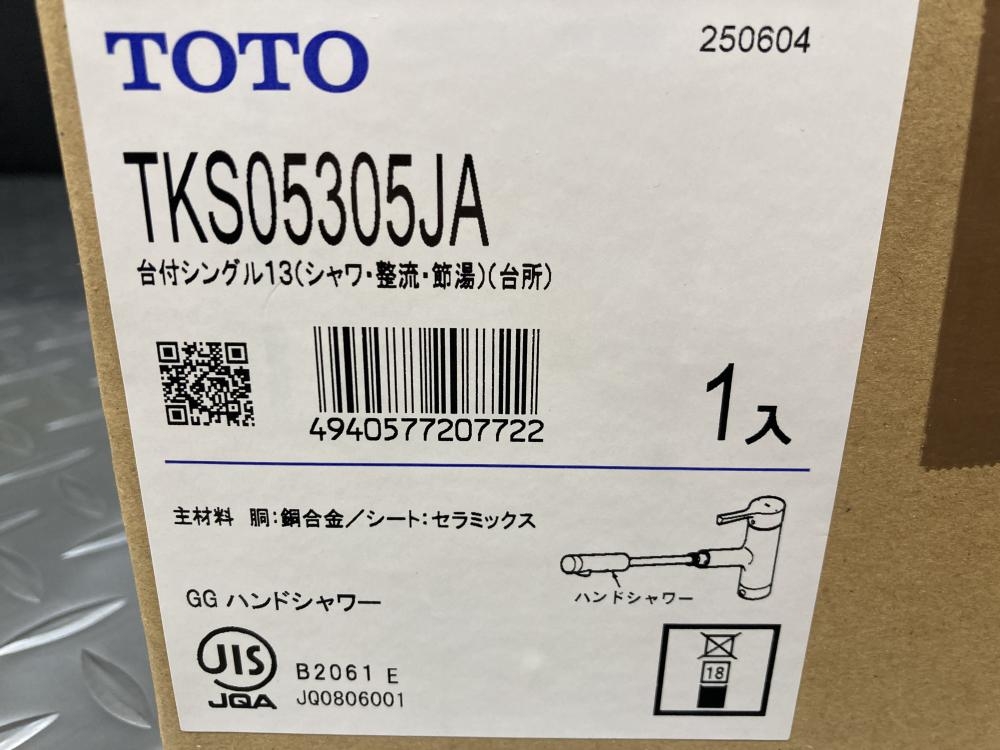 TOTO
250604
TKS05305JA
台付シングル13(シャワ・整流・節湯)(台所)
4940577207722
1入
主材料 胴:銅合金/シート:セラミックス
ハンドシャワー
GG ハンドシャワー
JIS
JQA
B2061 E
JQ0806001
18